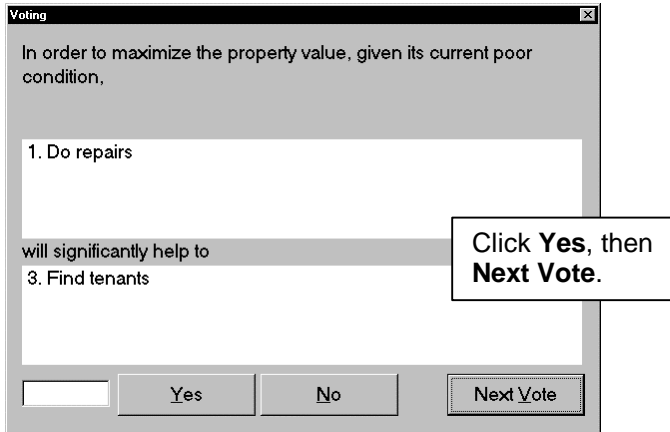 Voting
In order to maximize the property value, given its current poor
condition,
1. Do repairs
will significantly help to
3. Find tenants
Click Yes, then
Next Vote.
Yes
No
Next Vote